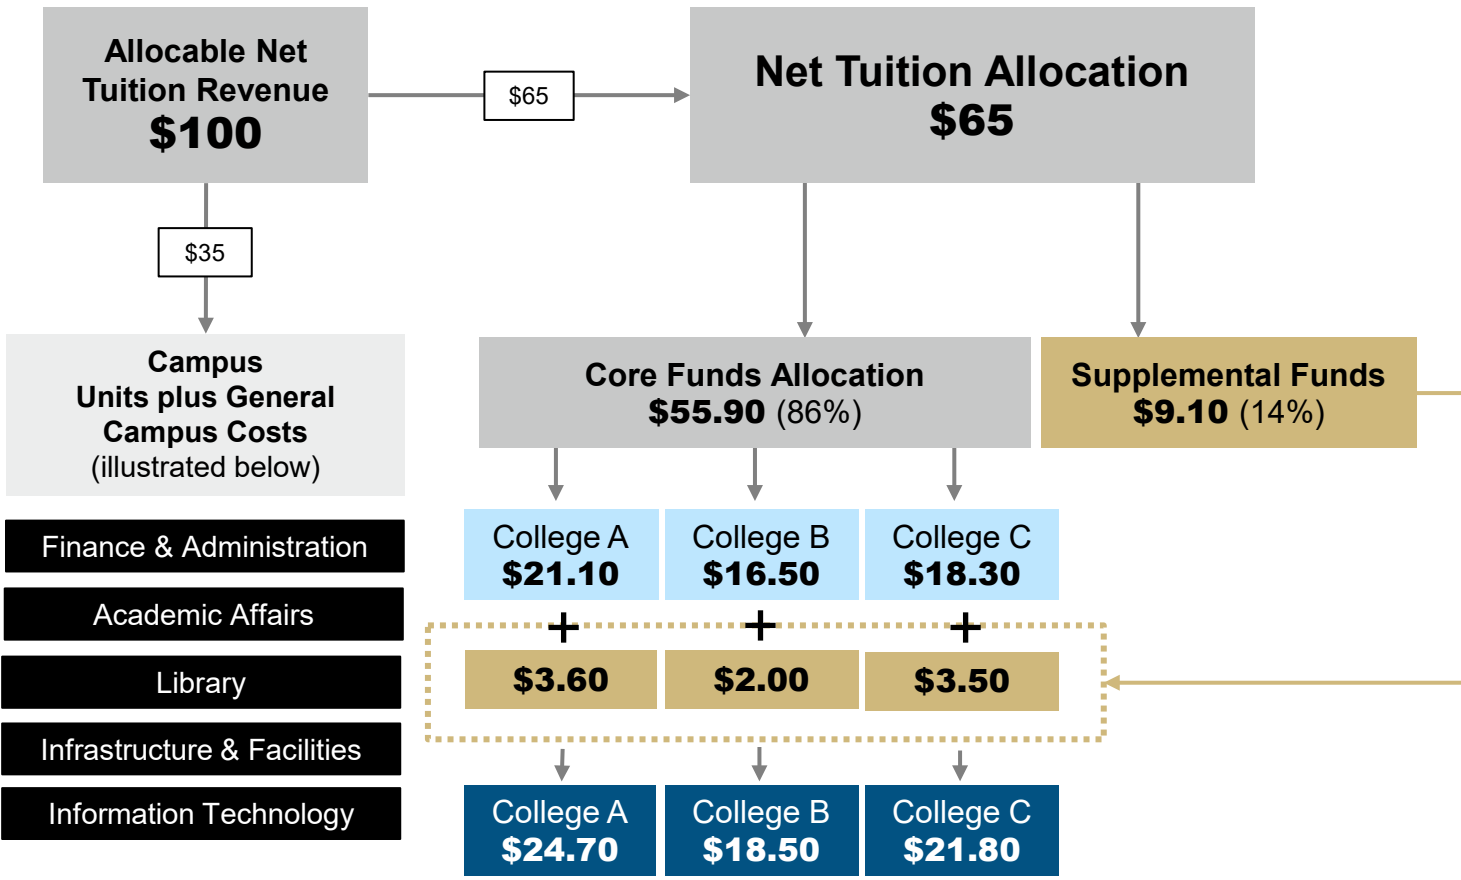 Allocable Net
Tuition Revenue
$100
$65
Net Tuition Allocation
$65
$35
Campus
Units plus General
Campus Costs
(illustrated below)
Core Funds Allocation
$55.90 (86%)
Supplemental Funds
$9.10 (14%)
Finance & Administration
Academic Affairs
Library
Infrastructure & Facilities
Information Technology
College A
$21.10
College B
$16.50
College C
$18.30
+ + +
$3.60
$2.00
$3.50
College A
$24.70
College B
$18.50
College C
$21.80